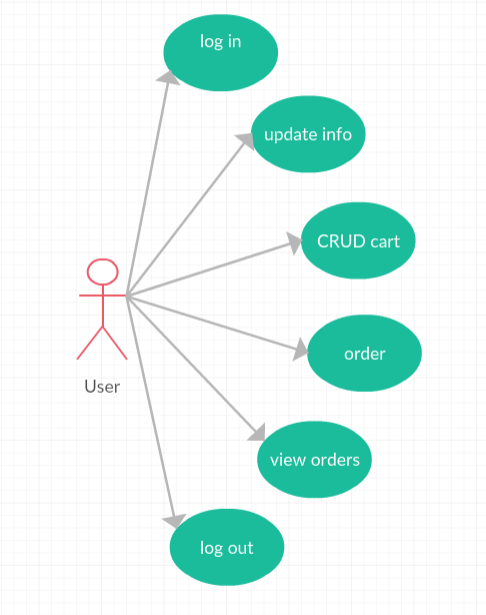 log in
update info
CRUD cart
order
User
view orders
log out